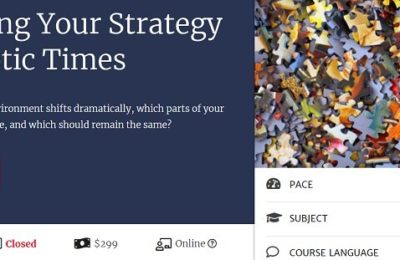 ng Your Strategy
tic Times
ironment shifts dramatically, which parts of your
e, and which should remain the same?
Closed
$299
Online
PACE
SUBJECT
COURSE LANGUAGE